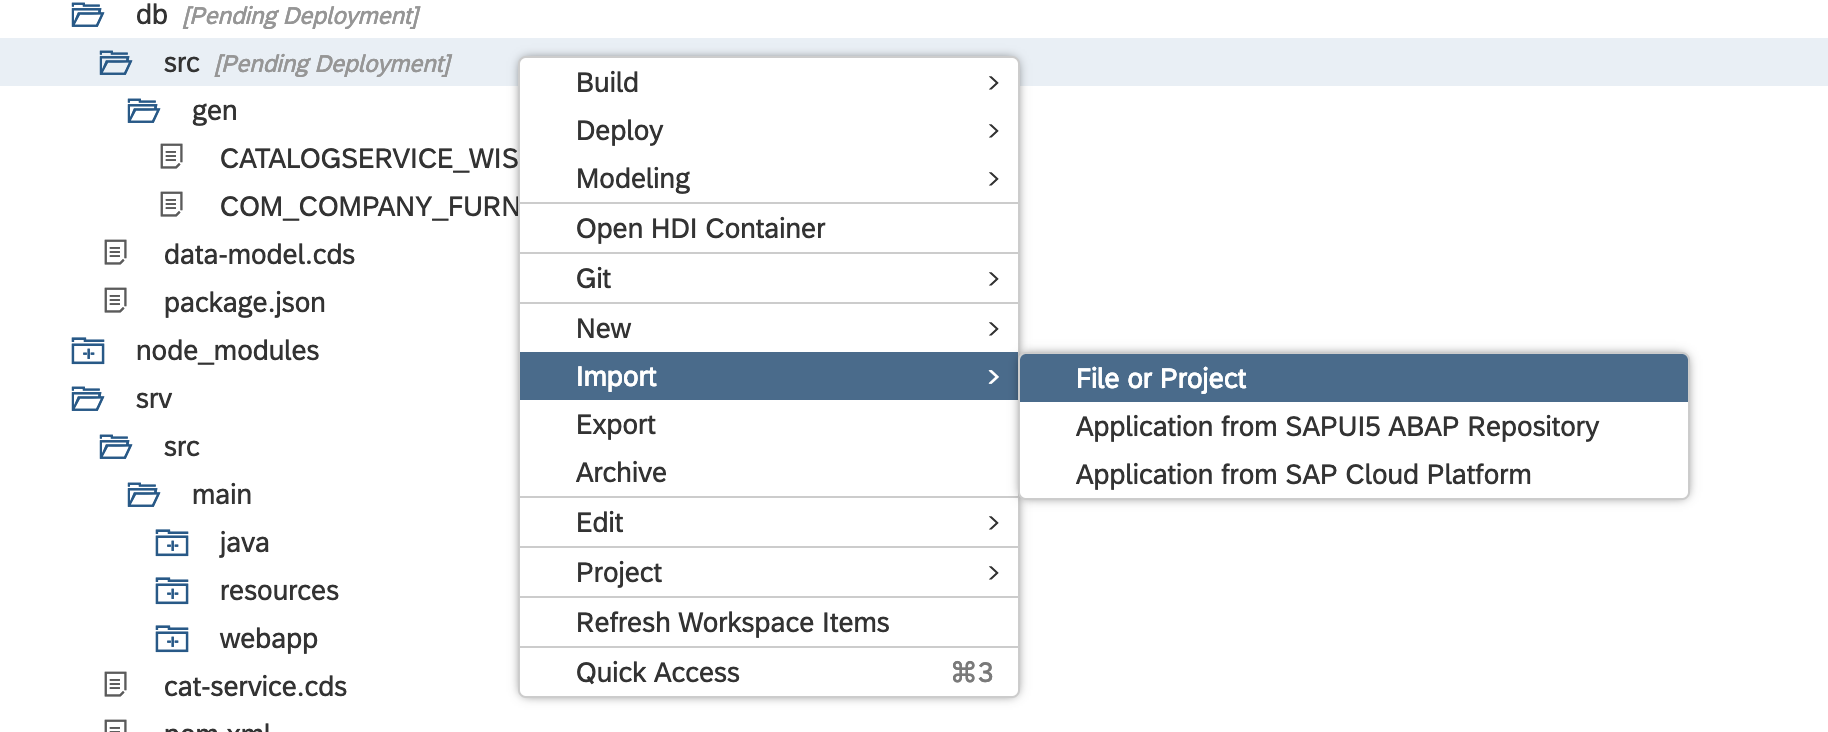 db [Pending Deployment]
src [Pending Deployment]
gen
CATALOGSERVICE_WIS
COM_COMPANY_FURN
data-model.cds
package.json
node_modules
srv
src
main
java
resources
webapp
cat-service.cds
pom.xml
Build
Deploy
Modeling
Open HDI Container
Git
New
Import
Export
Archive
Edit
Project
Refresh Workspace Items
Quick Access ⌘3
File or Project
Application from SAPUI5 ABAP Repository
Application from SAP Cloud Platform